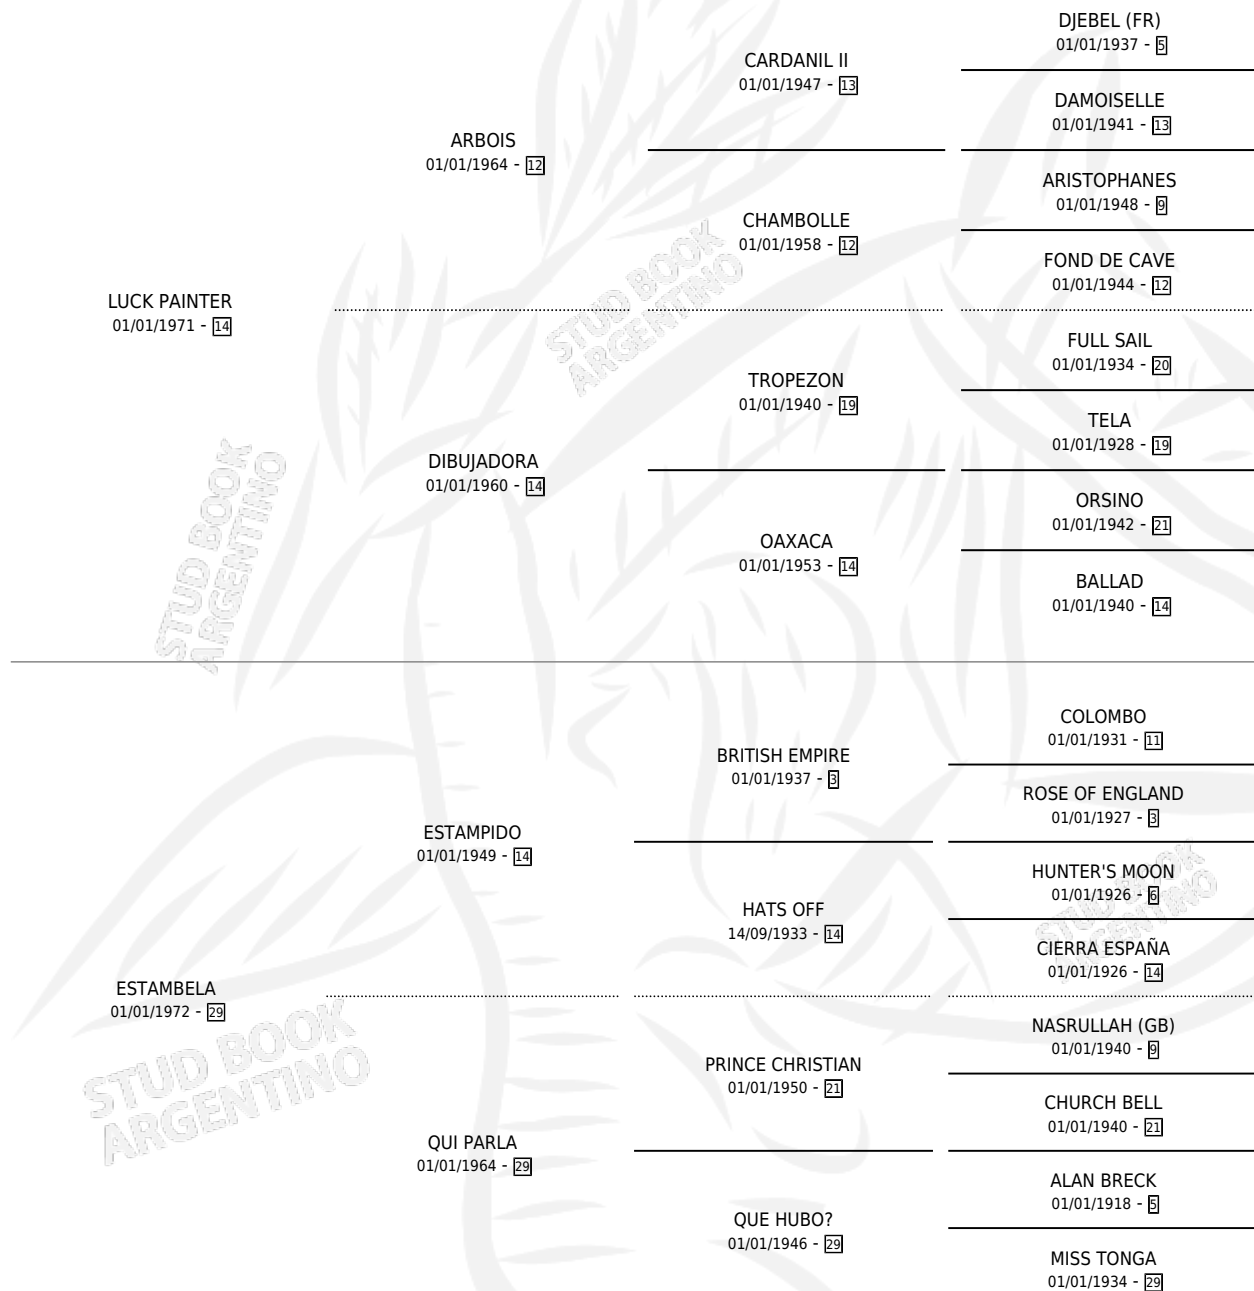 LUCK PAINTER
01/01/1971 - 14
ARBOIS
01/01/1964 - 12
CARDANIL II
01/01/1947 - 13
DJEBEL (FR)
01/01/1937 - 5
DAMOISELLE
01/01/1941 - 13
CHAMBOLLE
01/01/1958 - 12
ARISTOPHANES
01/01/1948 - 9
FOND DE CAVE
01/01/1944 - 12
DIBUJADORA
01/01/1960 - 14
TROPEZON
01/01/1940 - 19
FULL SAIL
01/01/1934 - 20
TELA
01/01/1928 - 19
OAXACA
01/01/1953 - 14
ORSINO
01/01/1942 - 21
BALLAD
01/01/1940 - 14
ESTAMBELA
01/01/1972 - 29
ESTAMPIDO
01/01/1949 - 14
BRITISH EMPIRE
01/01/1937 - 3
COLOMBO
01/01/1931 - 11
ROSE OF ENGLAND
01/01/1927 - 3
HATS OFF
14/09/1933 - 14
HUNTER'S MOON
01/01/1926 - 6
CIERRA ESPAÑA
01/01/1926 - 14
QUI PARLA
01/01/1964 - 29
PRINCE CHRISTIAN
01/01/1950 - 21
NASRULLAH (GB)
01/01/1940 - 9
CHURCH BELL
01/01/1940 - 21
QUE HUBO?
01/01/1946 - 29
ALAN BRECK
01/01/1918 - 5
MISS TONGA
01/01/1934 - 29
STUD BOOK
ARGENTINO
STUD BOOK
ARGENTINO
STUD BOOK
ARGENTINO
STUD BOOK
ARGENTINO